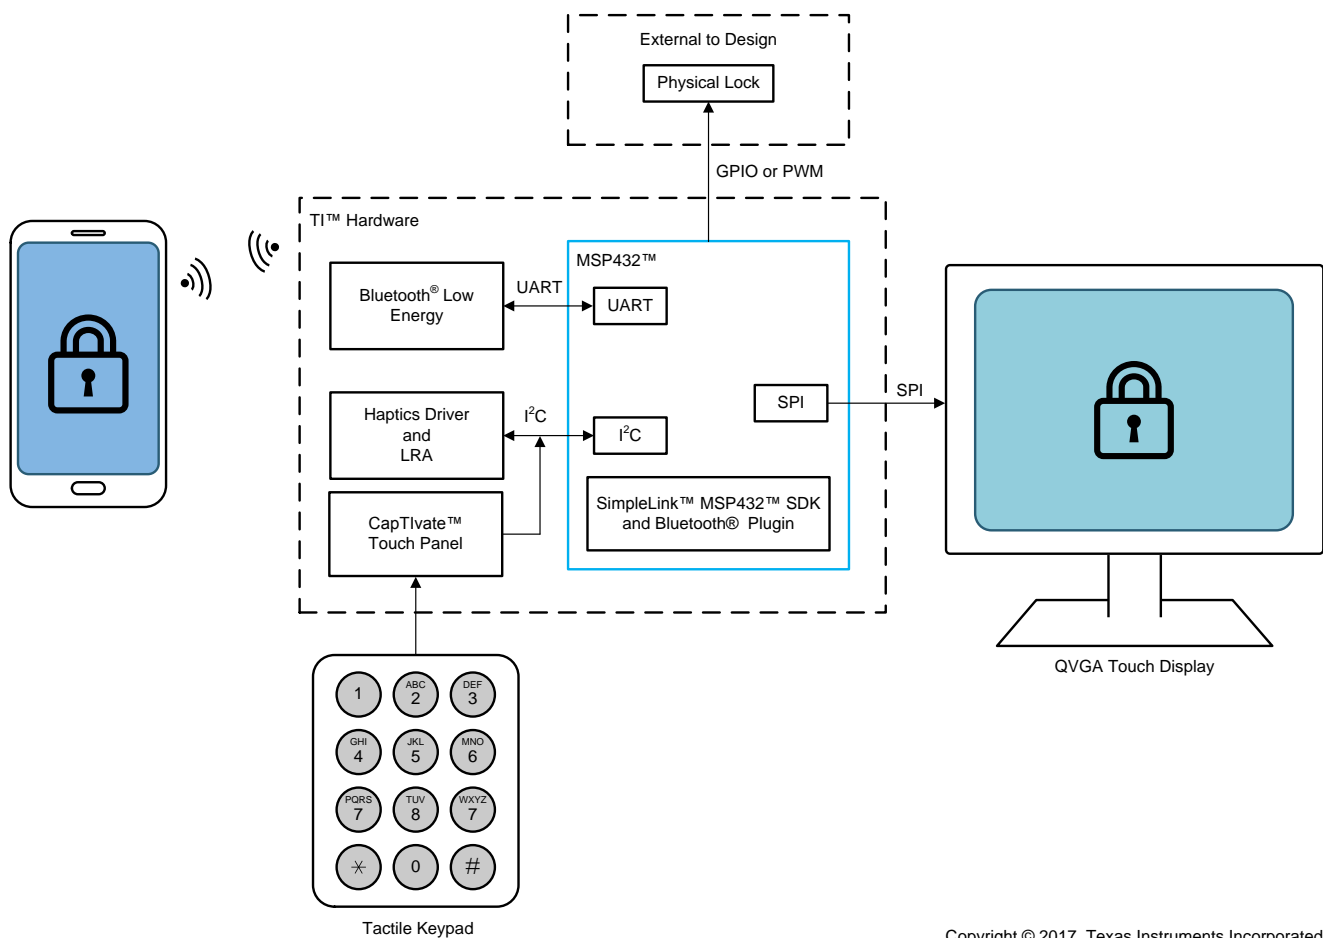 External to Design
Physical Lock
GPIO or PWM
TI™ Hardware
MSP432™
Bluetooth® Low
Energy
UART
UART
Haptics Driver
and
LRA
I²C
I²C
SPI
SPI
CapTIvate™
Touch Panel
SimpleLink™ MSP432™ SDK
and Bluetooth® Plugin
QVGA Touch Display
1
ABC
2
DEF
3
GHI
4
JKL
5
MNO
6
PQRS
7
TUV
8
WXYZ
7
*
0
#
Tactile Keypad
Copyright © 2017, Texas Instruments Incorporated